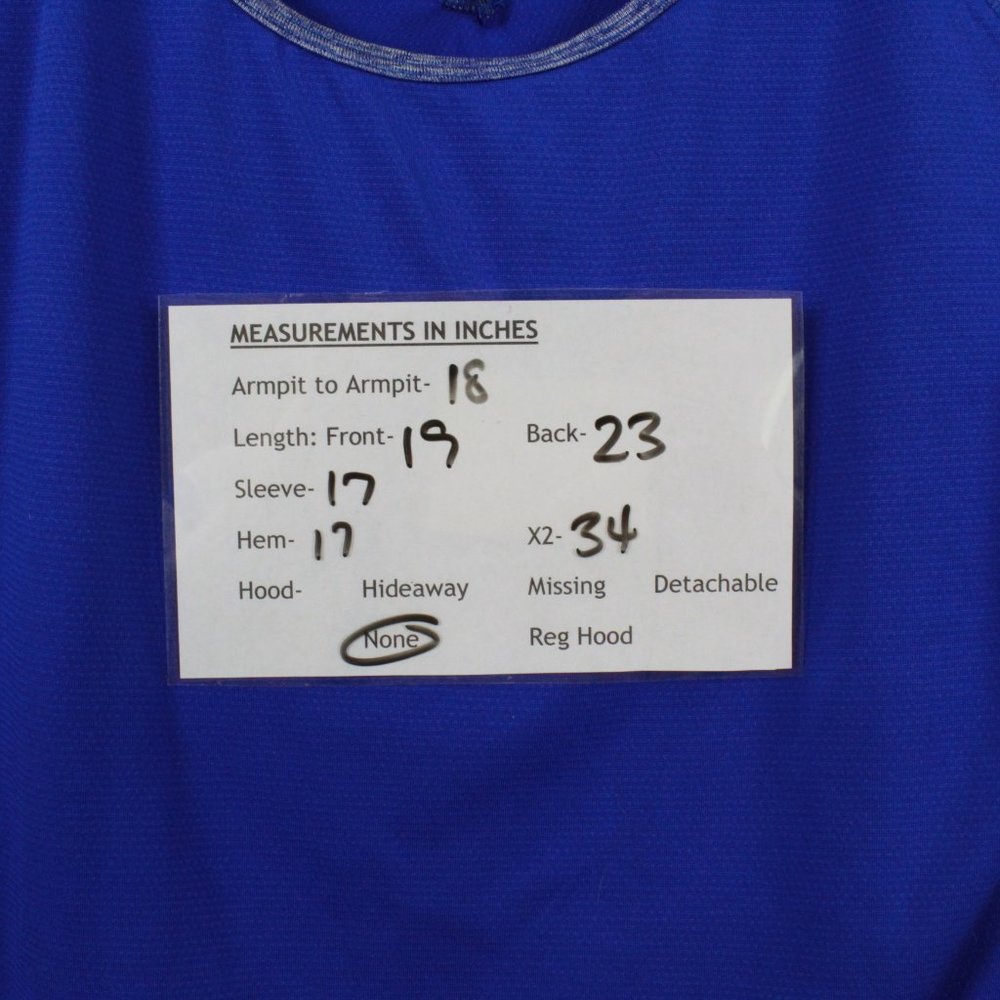 MEASUREMENTS IN INCHES
Armpit to Armpit- 18
Length: Front- 19 Back- 23
Sleeve- 17
Hem- 17 X2- 34
Hood- Hideaway Missing Detachable
None Reg Hood